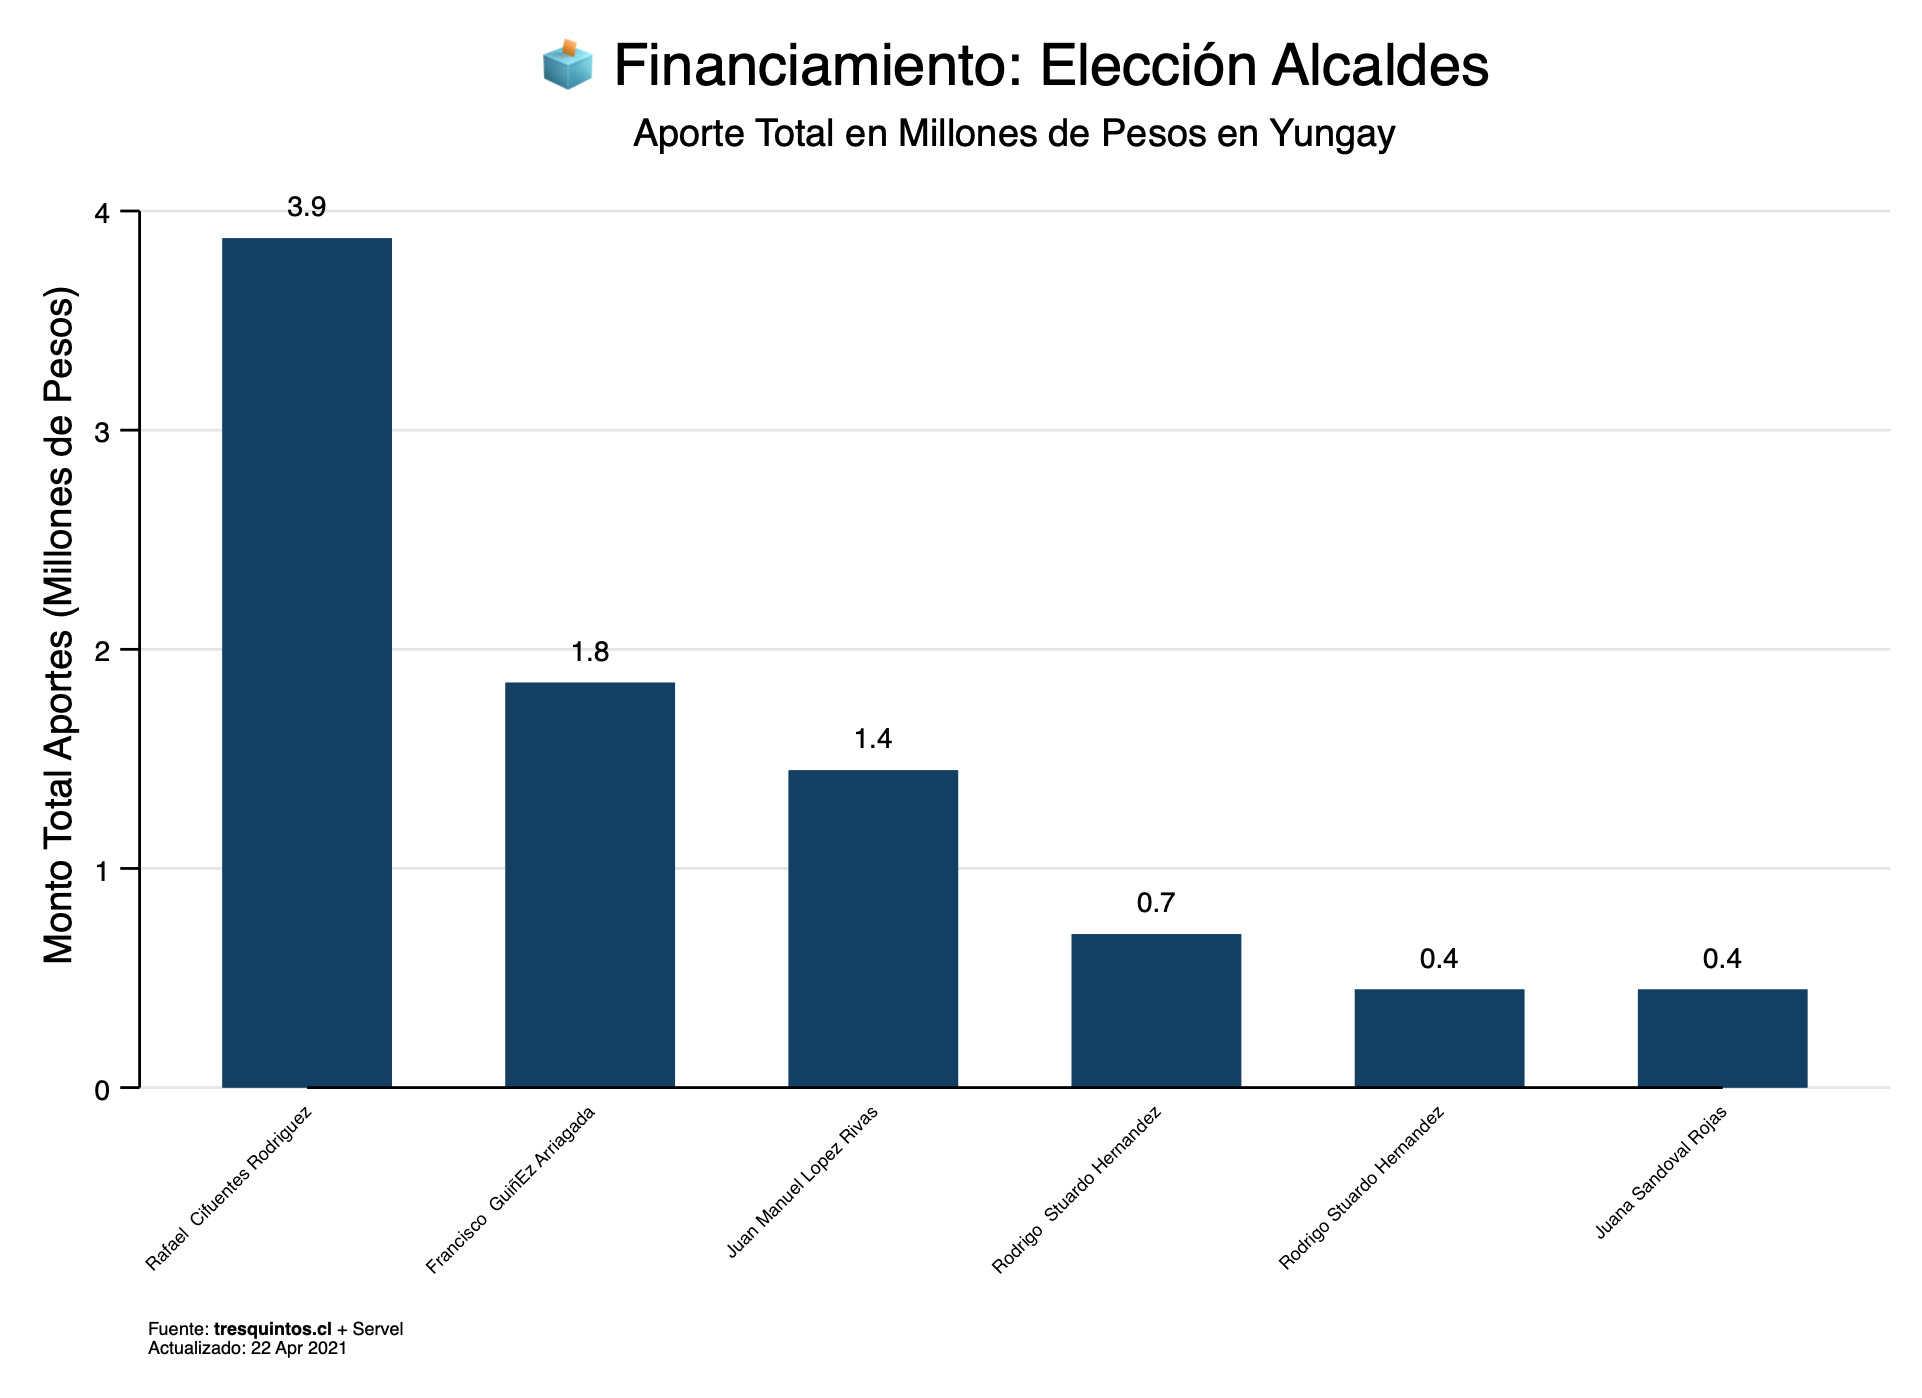 Financiamiento: Elección Alcaldes
Aporte Total en Millones de Pesos en Yungay
Monto Total Aportes (Millones de Pesos)
4
3
2
1
0
3.9
1.8
1.4
0.7
0.4
0.4
Rafael  Cifuentes Rodriguez
Francisco  GuiñEz Arriagada
Juan Manuel Lopez Rivas
Rodrigo  Stuardo Hernandez
Rodrigo Stuardo Hernandez
Juana Sandoval Rojas
Fuente: tresquintos.cl + Servel
Actualizado: 22 Apr 2021